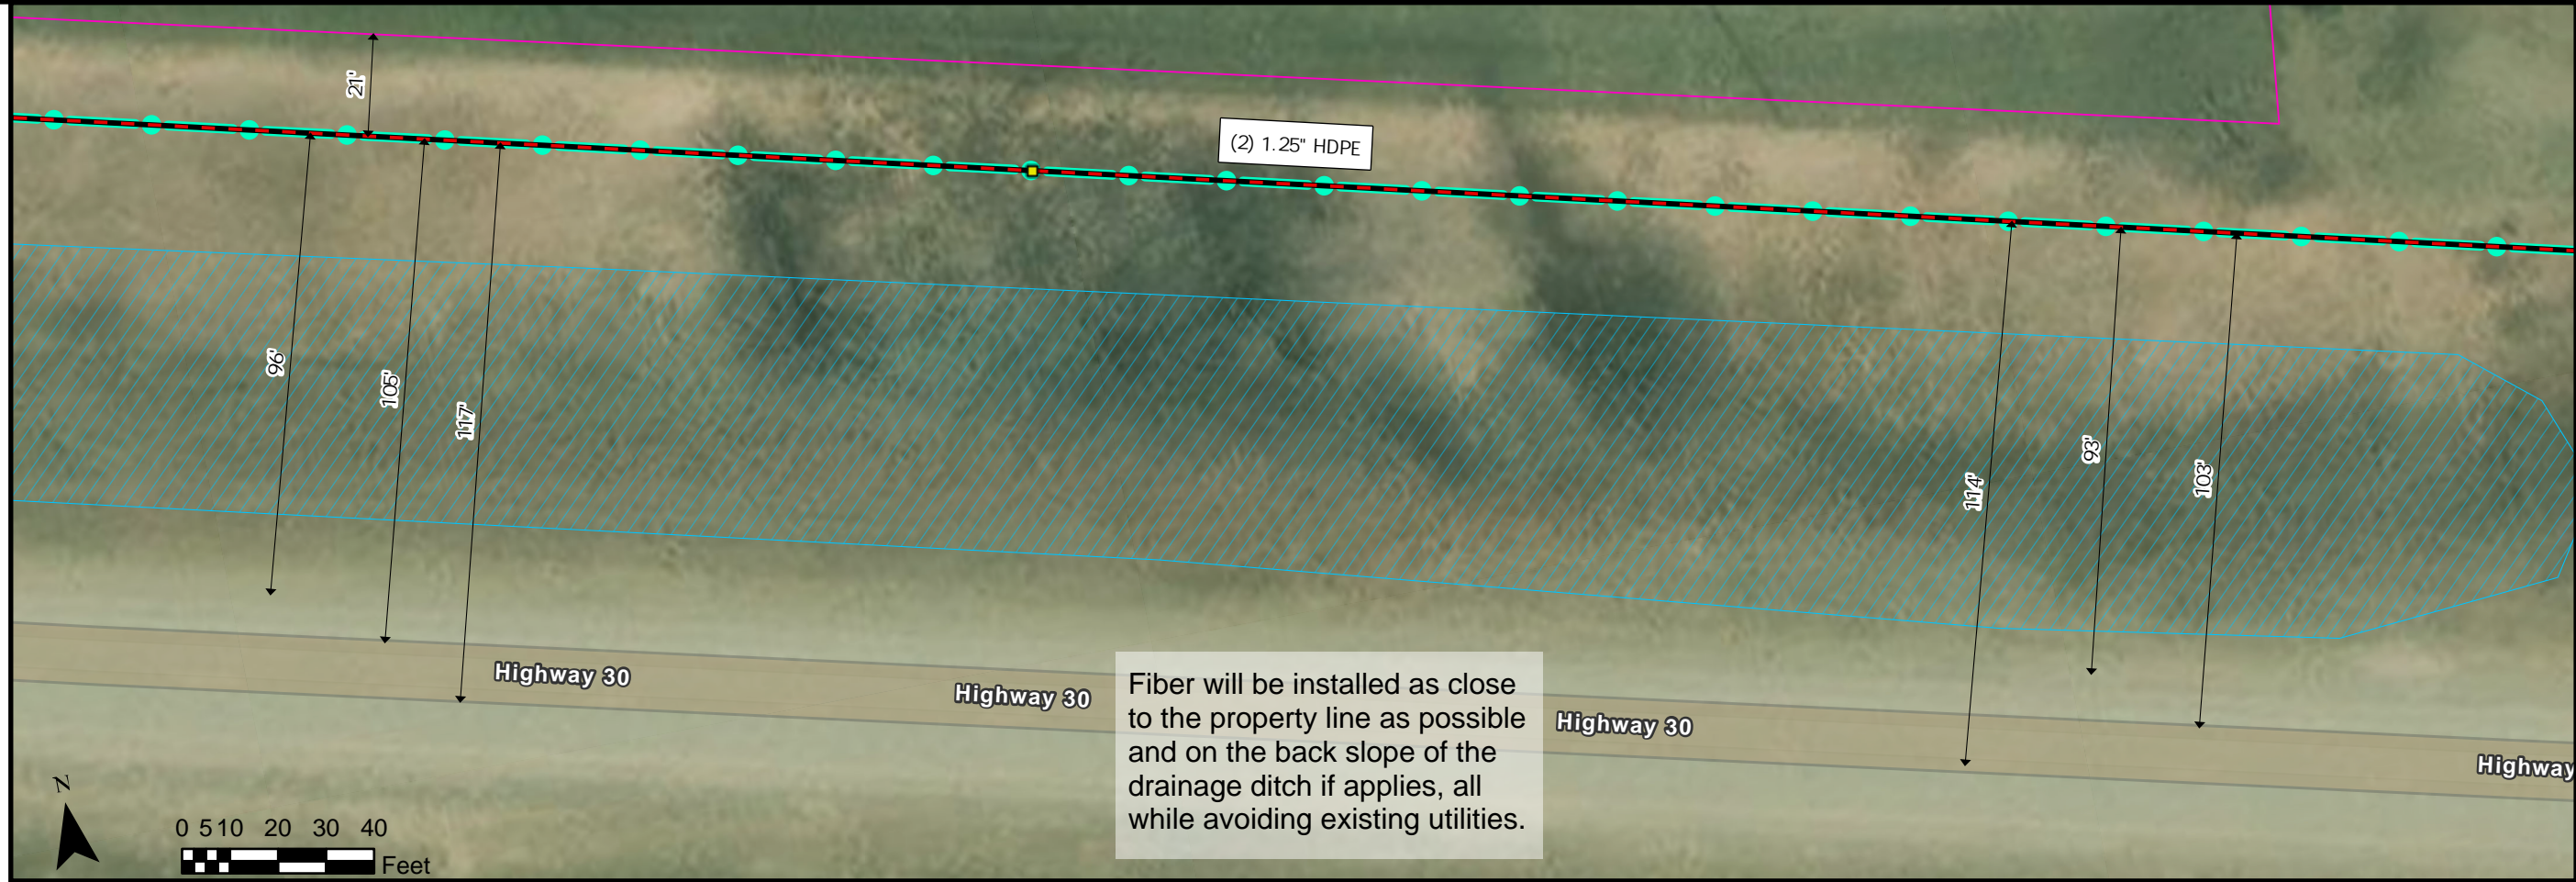 21'
(2) 1.25" HDPE
96'
105'
117'
114'
93'
103'
Highway 30
Highway 30
Highway 30
Highway
Fiber will be installed as close
to the property line as possible
and on the back slope of the
drainage ditch if applies, all
while avoiding existing utilities.
N
0 5 10 20 30 40
Feet